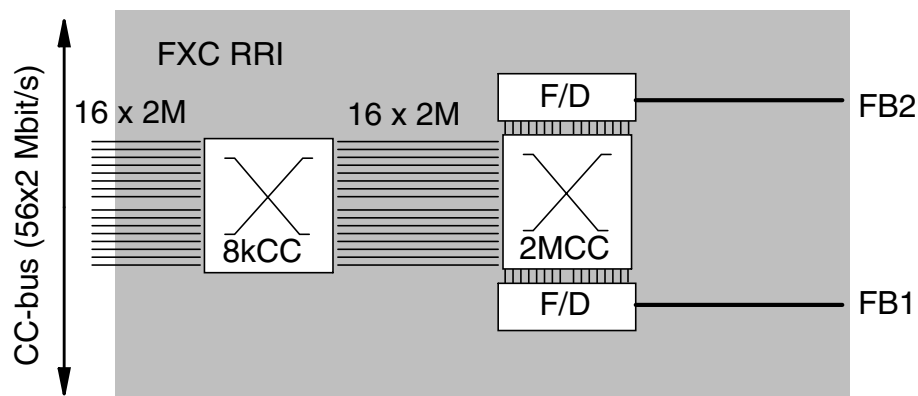 FXC RRI
16 x 2M
16 x 2M
F/D
FB2
8kCC
2MCC
F/D
FB1
CC-bus (56x2 Mbit/s)